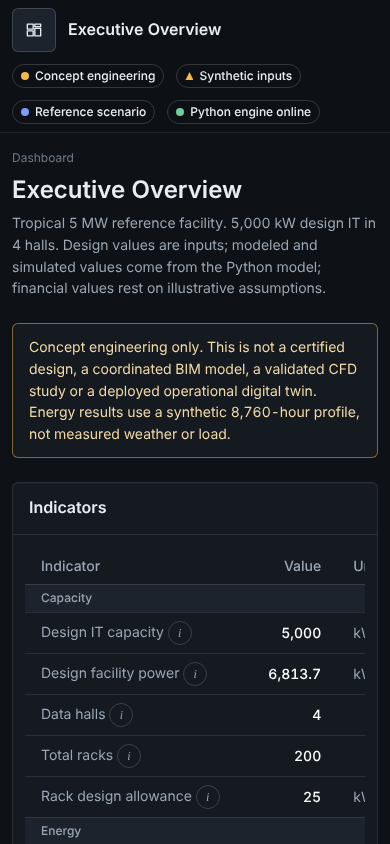 Executive Overview
Concept engineering
Synthetic inputs
Reference scenario
Python engine online
Dashboard
Executive Overview
Tropical 5 MW reference facility. 5,000 kW design IT in
4 halls. Design values are inputs; modeled and
simulated values come from the Python model;
financial values rest on illustrative assumptions.
Concept engineering only. This is not a certified
design, a coordinated BIM model, a validated CFD
study or a deployed operational digital twin.
Energy results use a synthetic 8,760-hour profile,
not measured weather or load.
Indicators
Indicator Value
Capacity
Design IT capacity i 5,000
Design facility power i 6,813.7
Data halls i 4
Total racks i 200
Rack design allowance i 25
Energy